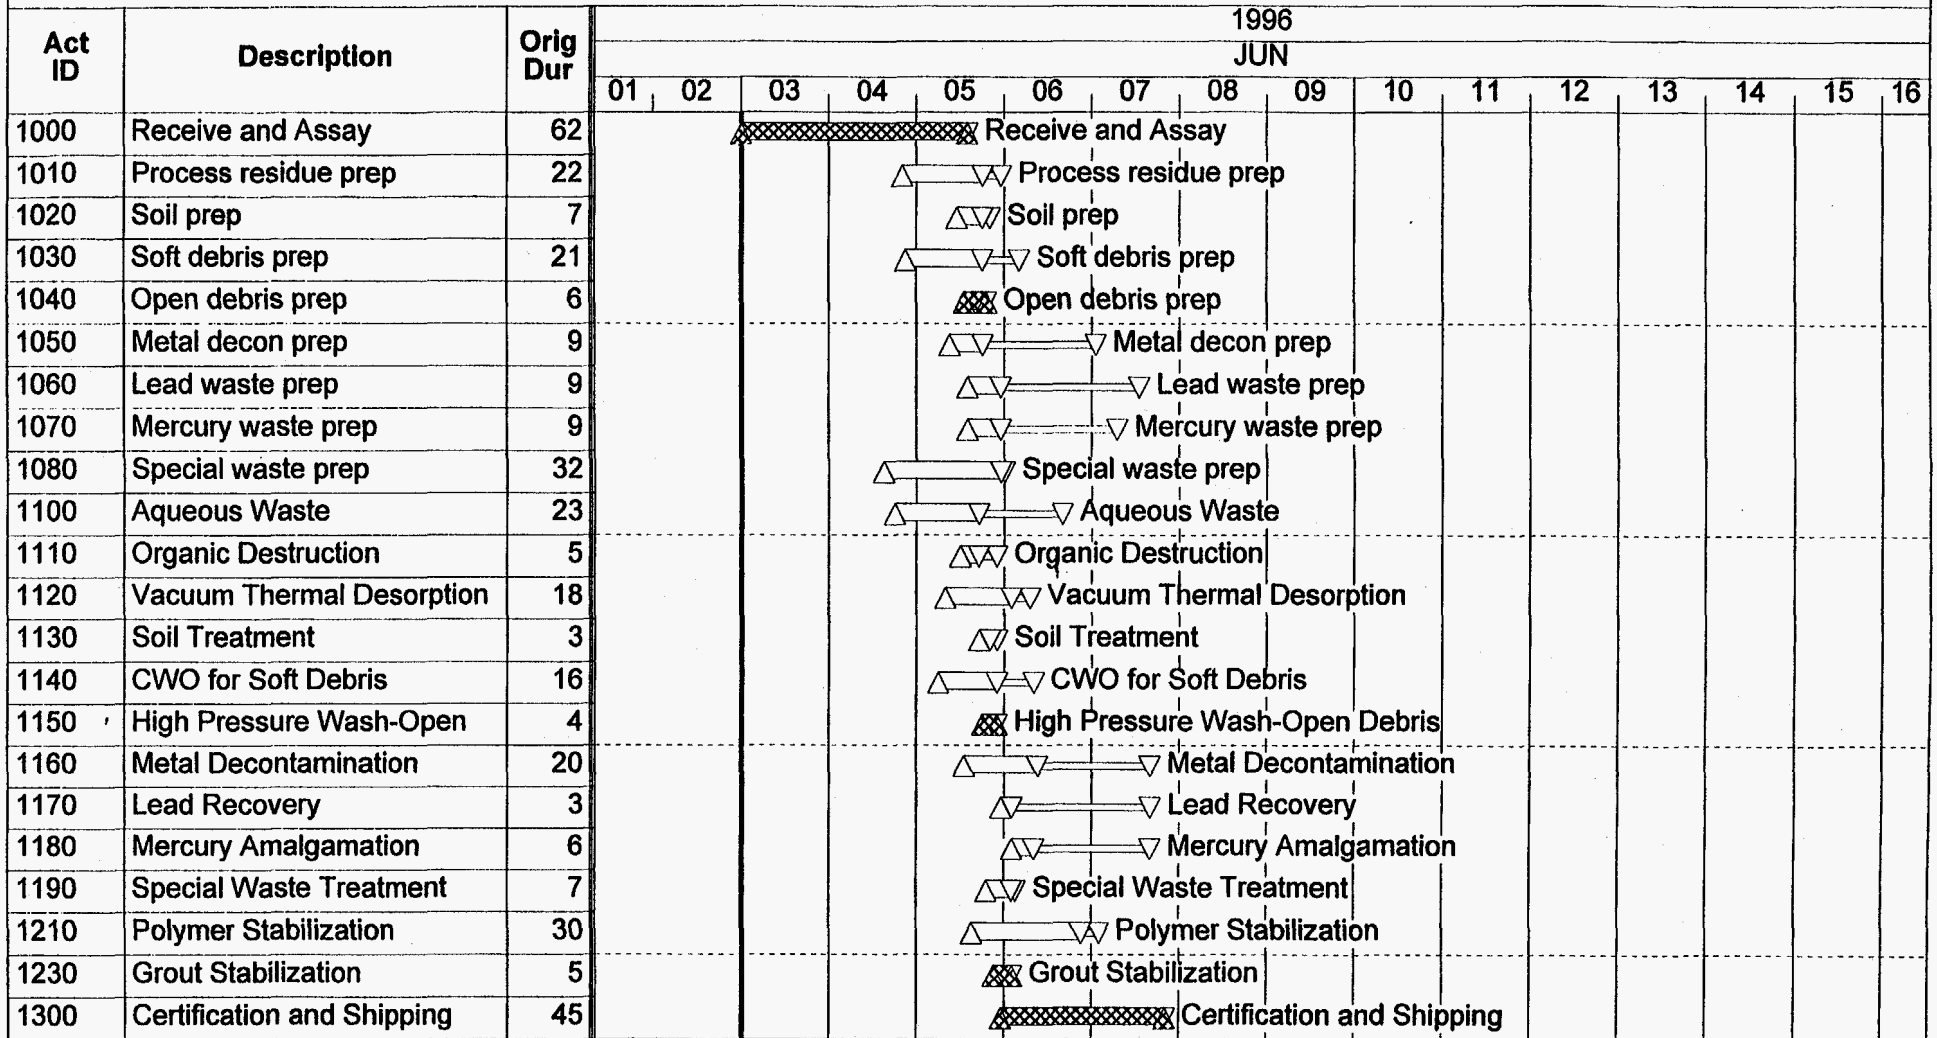 1996
JUN
Act ID Description Orig Dur
01 02 03 04 05 06 07 08 09 10 11 12 13 14 15 16
1000 Receive and Assay 62 Receive and Assay
1010 Process residue prep 22 Process residue prep
1020 Soil prep 7 Soil prep
1030 Soft debris prep 21 Soft debris prep
1040 Open debris prep 6 Open debris prep
1050 Metal decon prep 9 Metal decon prep
1060 Lead waste prep 9 Lead waste prep
1070 Mercury waste prep 9 Mercury waste prep
1080 Special waste prep 32 Special waste prep
1100 Aqueous Waste 23 Aqueous Waste
1110 Organic Destruction 5 Organic Destruction
1120 Vacuum Thermal Desorption 18 Vacuum Thermal Desorption
1130 Soil Treatment 3 Soil Treatment
1140 CWO for Soft Debris 16 CWO for Soft Debris
1150 High Pressure Wash-Open 4 High Pressure Wash-Open Debris
1160 Metal Decontamination 20 Metal Decontamination
1170 Lead Recovery 3 Lead Recovery
1180 Mercury Amalgamation 6 Mercury Amalgamation
1190 Special Waste Treatment 7 Special Waste Treatment
1210 Polymer Stabilization 30 Polymer Stabilization
1230 Grout Stabilization 5 Grout Stabilization
1300 Certification and Shipping 45 Certification and Shipping